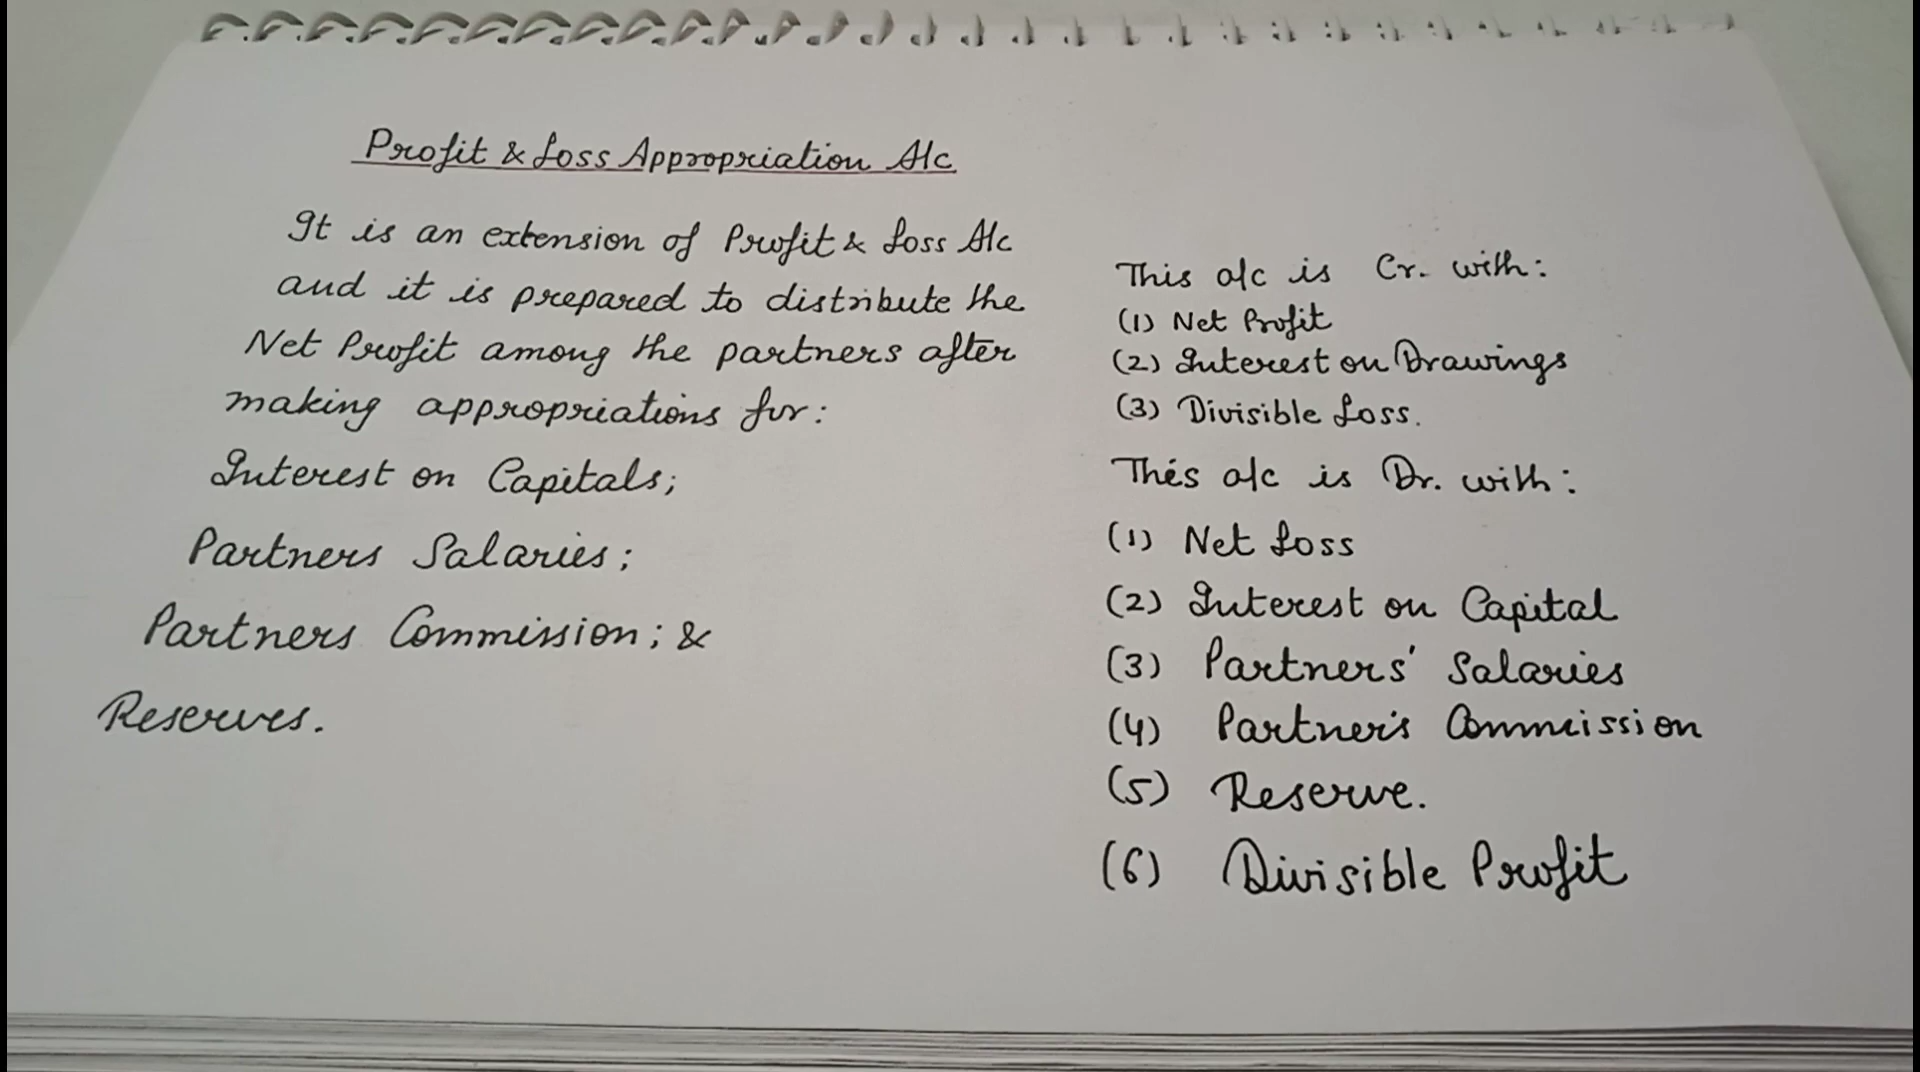 Profit & Loss Appropriation A/c
It is an extension of Profit & Loss A/c
and it is prepared to distribute the
Net Profit among the partners after
making appropriations for:
Interest on Capitals;
Partners Salaries;
Partners Commission; &
Reserves.
This a/c is Cr. with:
(1) Net Profit
(2) Interest on Drawings
(3) Divisible Loss.
This a/c is Dr. with:
(1) Net Loss
(2) Interest on Capital
(3) Partners' Salaries
(4) Partner's Commission
(5) Reserve.
(6) Divisible Profit